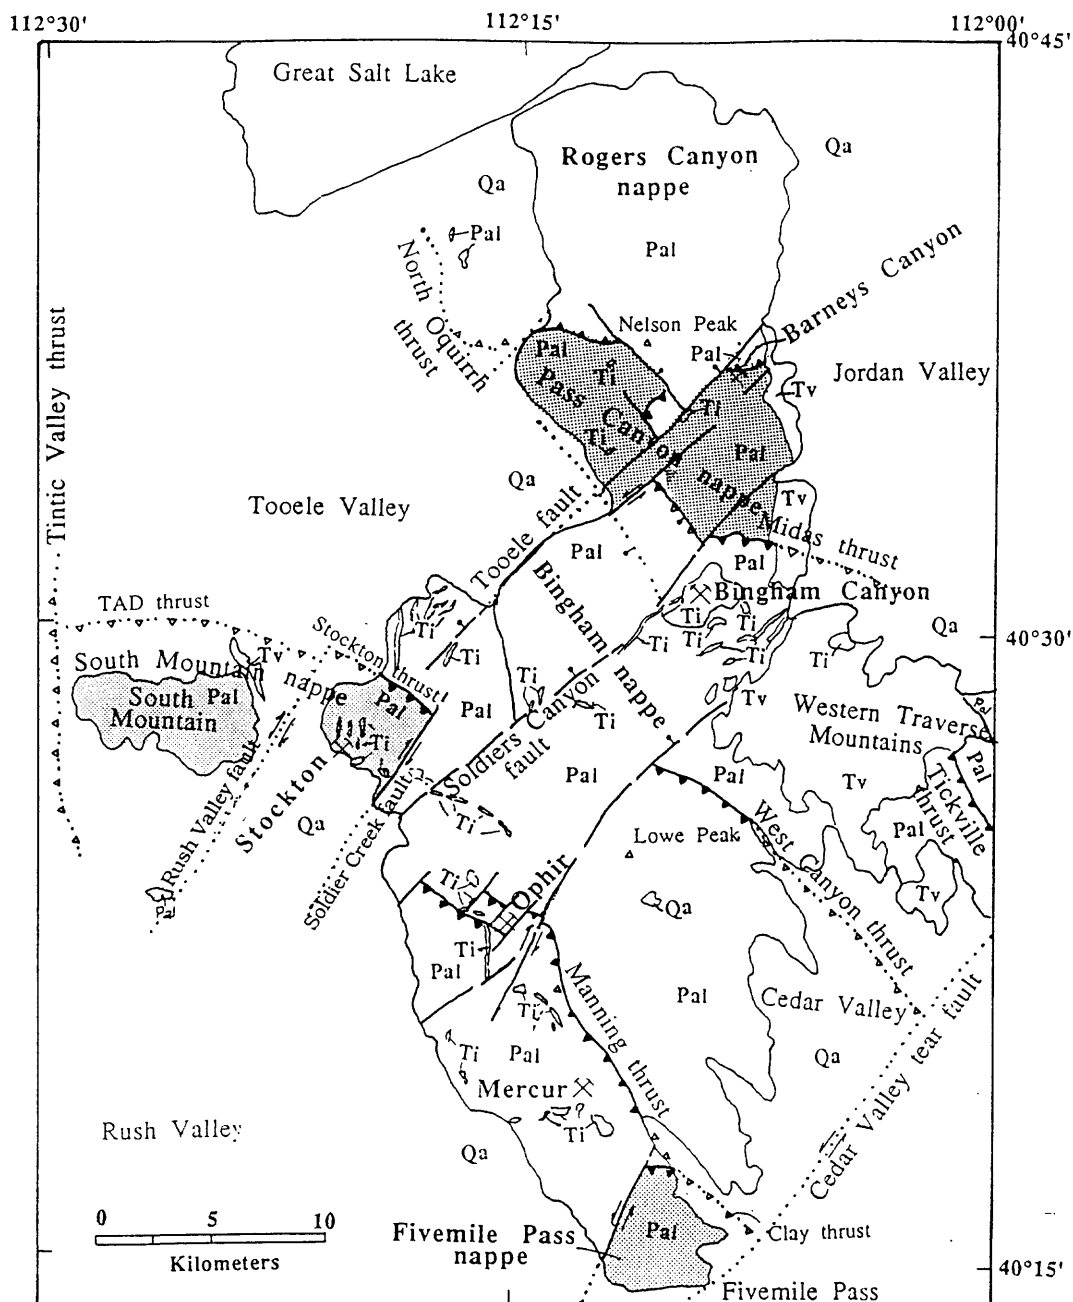 112°30' 112°15' 112°00'
40°45'
Great Salt Lake
Qa
Rogers Canyon
nappe
Qa
Pal
Pal
North Oquirrh
thrust
Barneys Canyon
Nelson Peak
Pal
Pal
Ti
Pass Canyon nappe
Jordan Valley
Tv
Ti
Ti
Pal
Tintic Valley thrust
Qa
Tv
Tooele Valley
Tooele fault
Midas thrust
Pal
Pal
Bingham nappe
Bingham Canyon
TAD thrust
Ti
Ti
Ti
Qa
40°30'
Stockton thrust
Ti
Ti
Ti
Ti
Ti
South Mountain nappe
Tv
South Pal
Mountain
Pal
Pal
Ti
Ti
Ti
Soldiers Canyon
fault
Tv
Western Traverse
Mountains
Pal
Pal
Pal
Pal
Tv
Tickville
thrust
Pal
Rush Valley fault
Stockton
Qa
Soldier Creek fault
Ti
Lowe Peak
West Canyon thrust
Tv
Pal
Ti
Ophir
Qa
Ti
Pal
Manning thrust
Pal
Cedar Valley
Ti
Qa
Cedar Valley tear fault
Ti
Pal
Mercur
?
Ti
Rush Valley
Qa
0 5 10
Kilometers
Fivemile Pass
nappe
Pal
Clay thrust
40°15'
Fivemile Pass